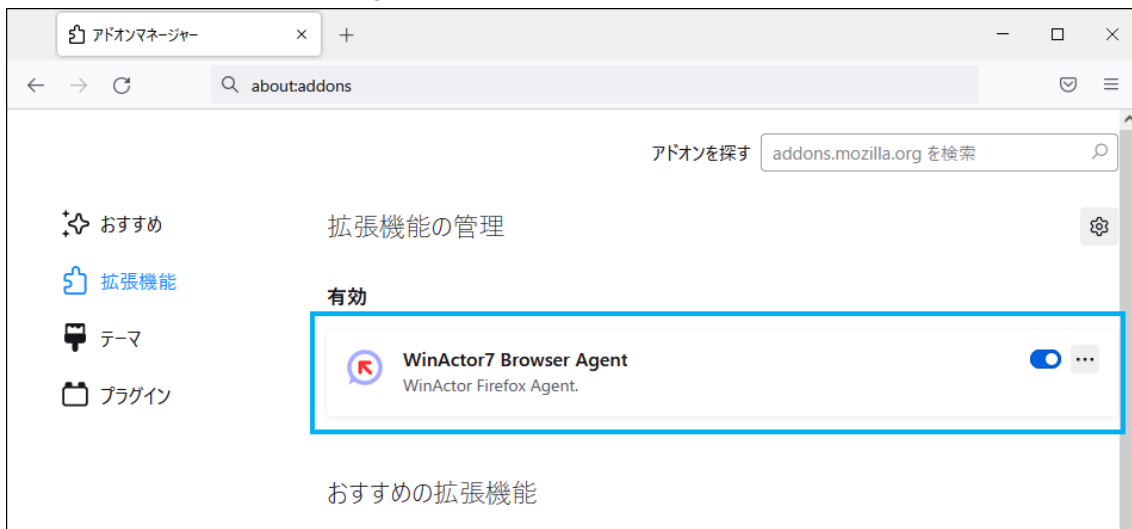 アドオンマネージャー
about:addons
アドオンを探す addons.mozilla.org を検索
おすすめ
拡張機能
テーマ
プラグイン
拡張機能の管理
有効
WinActor7 Browser Agent
WinActor Firefox Agent.
おすすめの拡張機能